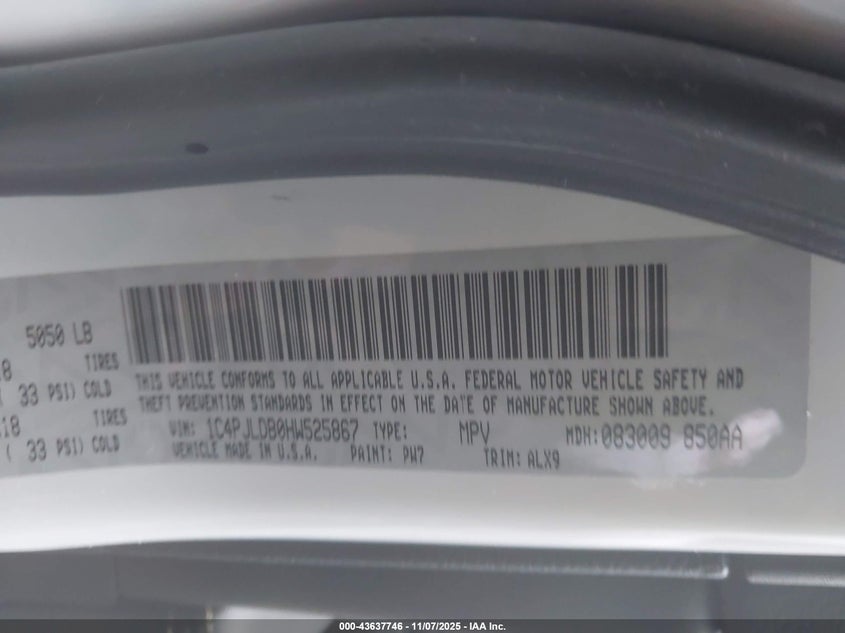 5050 LB
18 TIRES
( 33 PSI) COLD
18 TIRES
( 33 PSI) COLD
THIS VEHICLE CONFORMS TO ALL APPLICABLE U.S.A. FEDERAL MOTOR VEHICLE SAFETY AND
THEFT PREVENTION STANDARDS IN EFFECT ON THE DATE OF MANUFACTURE SHOWN ABOVE.
VIN: 1C4PJLDB0HW525867 TYPE: MPV MDH:083009 850AA
VEHICLE MADE IN U.S.A. PAINT: PW7 TRIM: ALX9
000-43637746 - 11/07/2025 - IAA Inc.